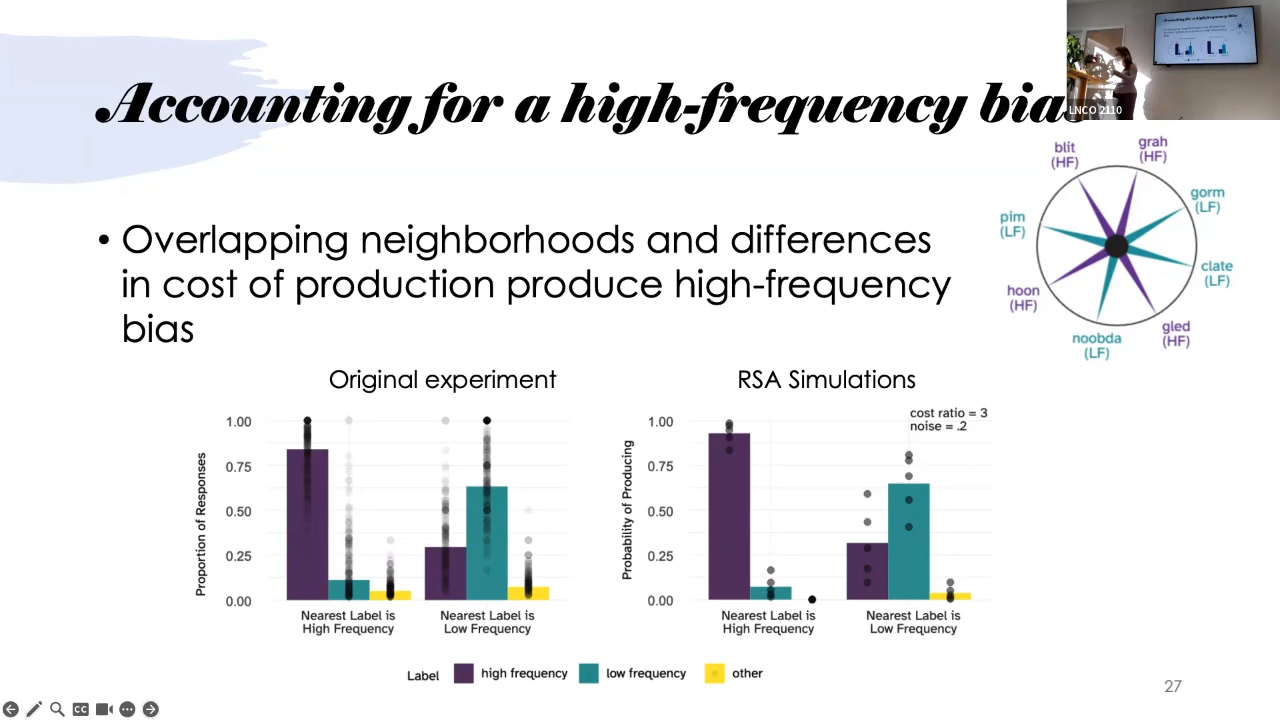 Accounting for a high-frequency bias
LNCO 2110
• Overlapping neighborhoods and differences
in cost of production produce high-frequency
bias
blit
(HF)
grah
(HF)
gorm
(LF)
clate
(LF)
gled
(HF)
noobda
(LF)
hoon
(HF)
pim
(LF)
Original experiment
Proportion of Responses
1.00
0.75
0.50
0.25
0.00
Nearest Label is
High Frequency
Nearest Label is
Low Frequency
RSA Simulations
cost ratio = 3
noise = .2
Probability of Producing
1.00
0.75
0.50
0.25
0.00
Nearest Label is
High Frequency
Nearest Label is
Low Frequency
Label high frequency low frequency other
27
CC